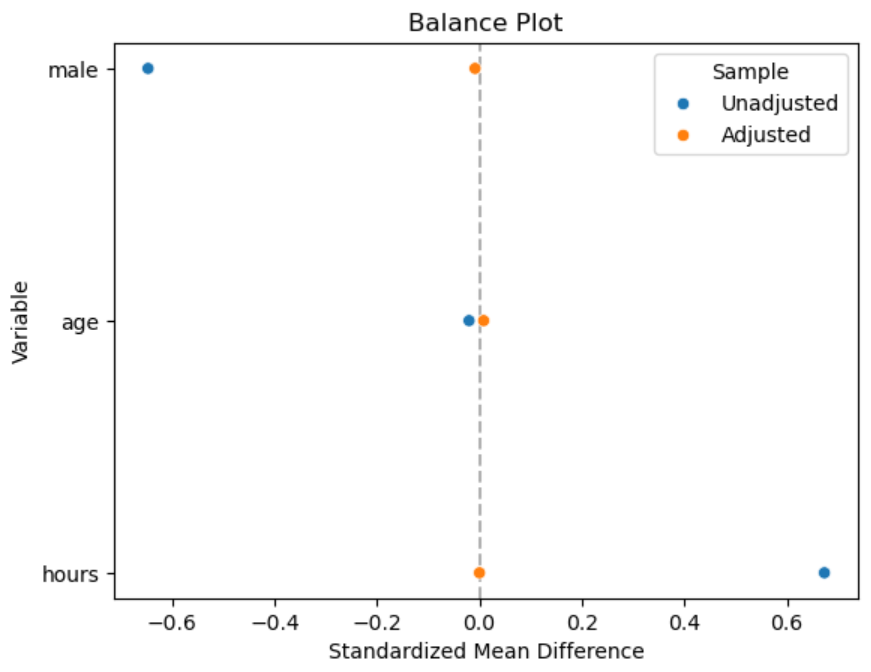 Balance Plot
male
age
hours
Variable
Sample
Unadjusted
Adjusted
−0.6 −0.4 −0.2 0.0 0.2 0.4 0.6
Standardized Mean Difference